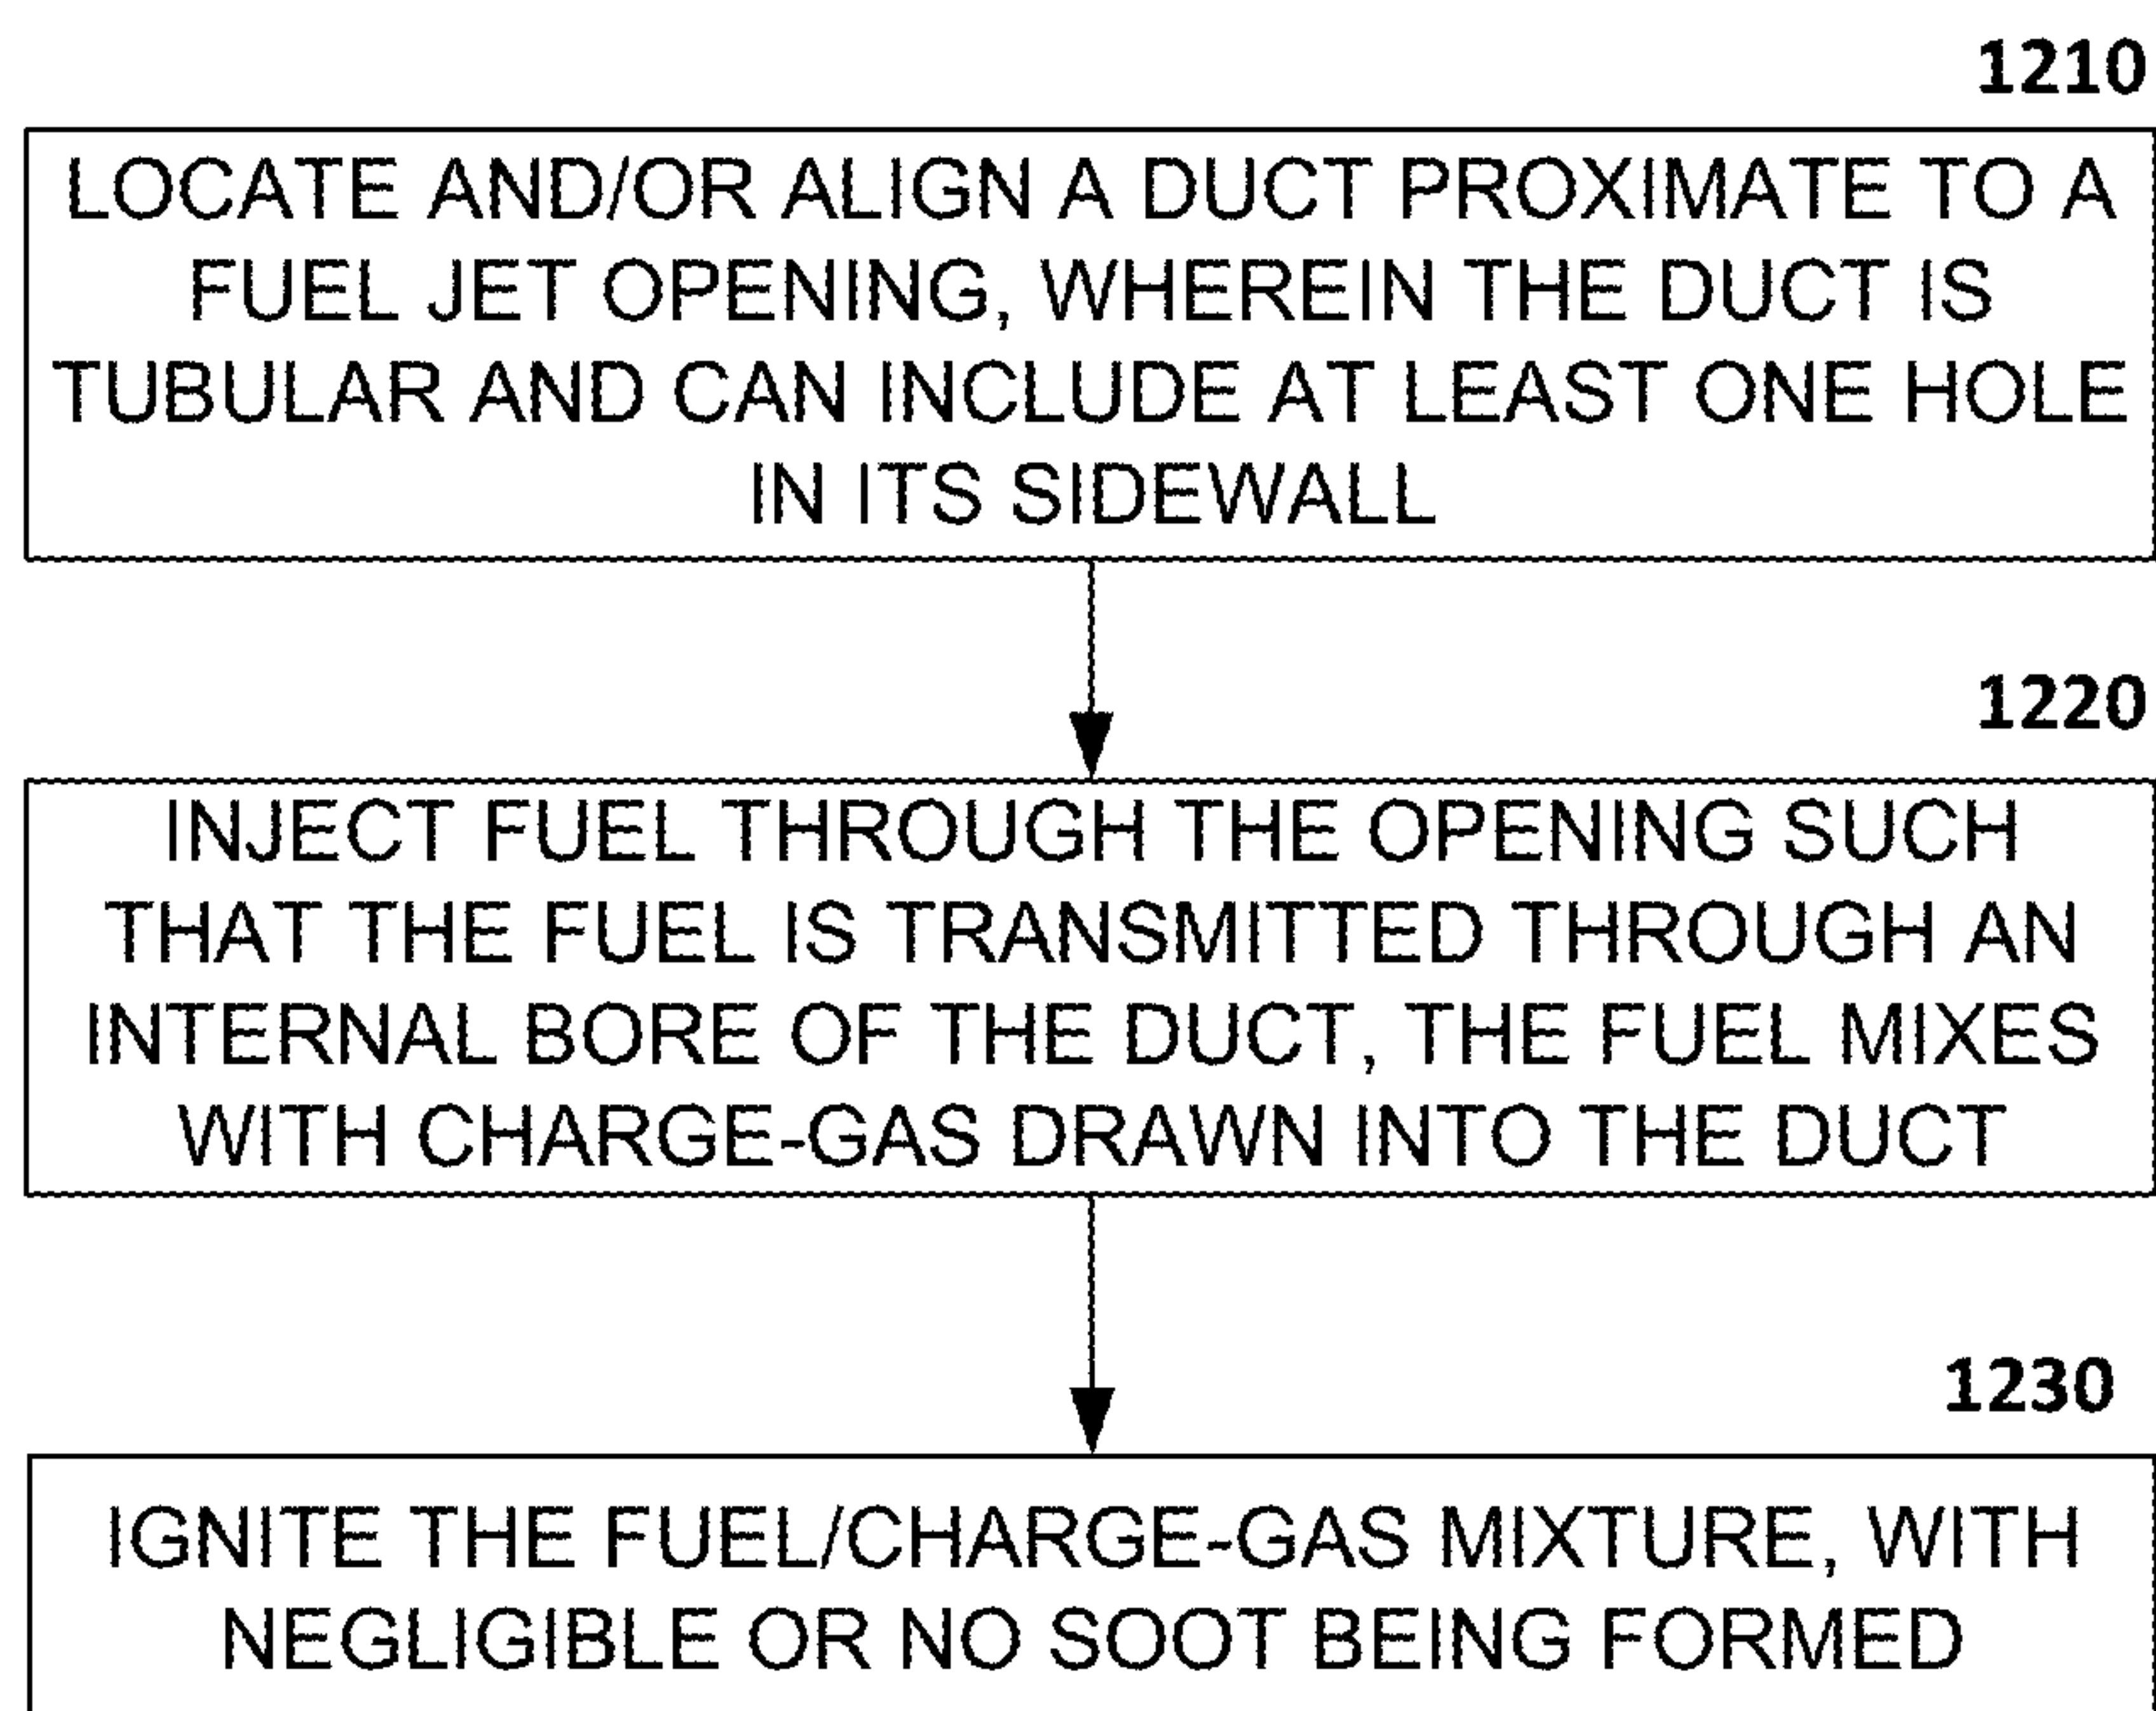 1210
LOCATE AND/OR ALIGN A DUCT PROXIMATE TO A
FUEL JET OPENING, WHEREIN THE DUCT IS
TUBULAR AND CAN INCLUDE AT LEAST ONE HOLE
IN ITS SIDEWALL
1220
INJECT FUEL THROUGH THE OPENING SUCH
THAT THE FUEL IS TRANSMITTED THROUGH AN
INTERNAL BORE OF THE DUCT, THE FUEL MIXES
WITH CHARGE-GAS DRAWN INTO THE DUCT
1230
IGNITE THE FUEL/CHARGE-GAS MIXTURE, WITH
NEGLIGIBLE OR NO SOOT BEING FORMED